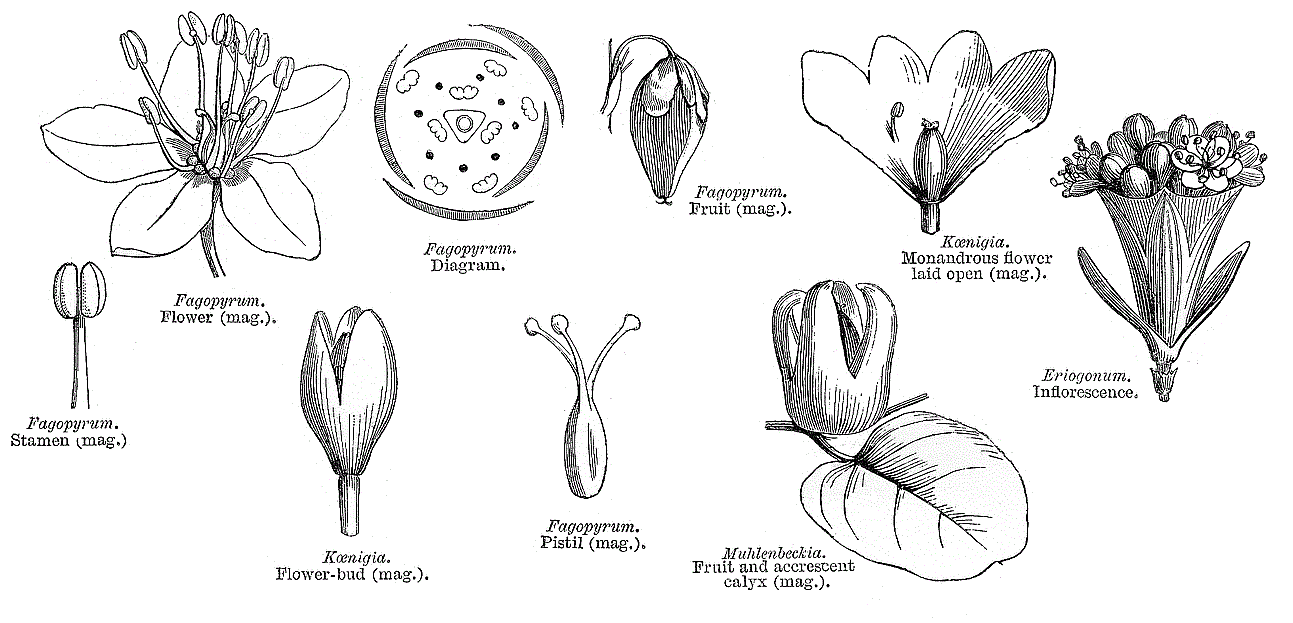 Fagopyrum.
Flower (mag.).
Fagopyrum.
Diagram.
Fagopyrum.
Fruit (mag.).
Kœnigia.
Monandrous flower
laid open (mag.).
Eriogonum.
Inflorescence.
Fagopyrum.
Stamen (mag.)
Kœnigia.
Flower-bud (mag.).
Fagopyrum.
Pistil (mag.).
Muhlenbeckia.
Fruit and accrescent
calyx (mag.).